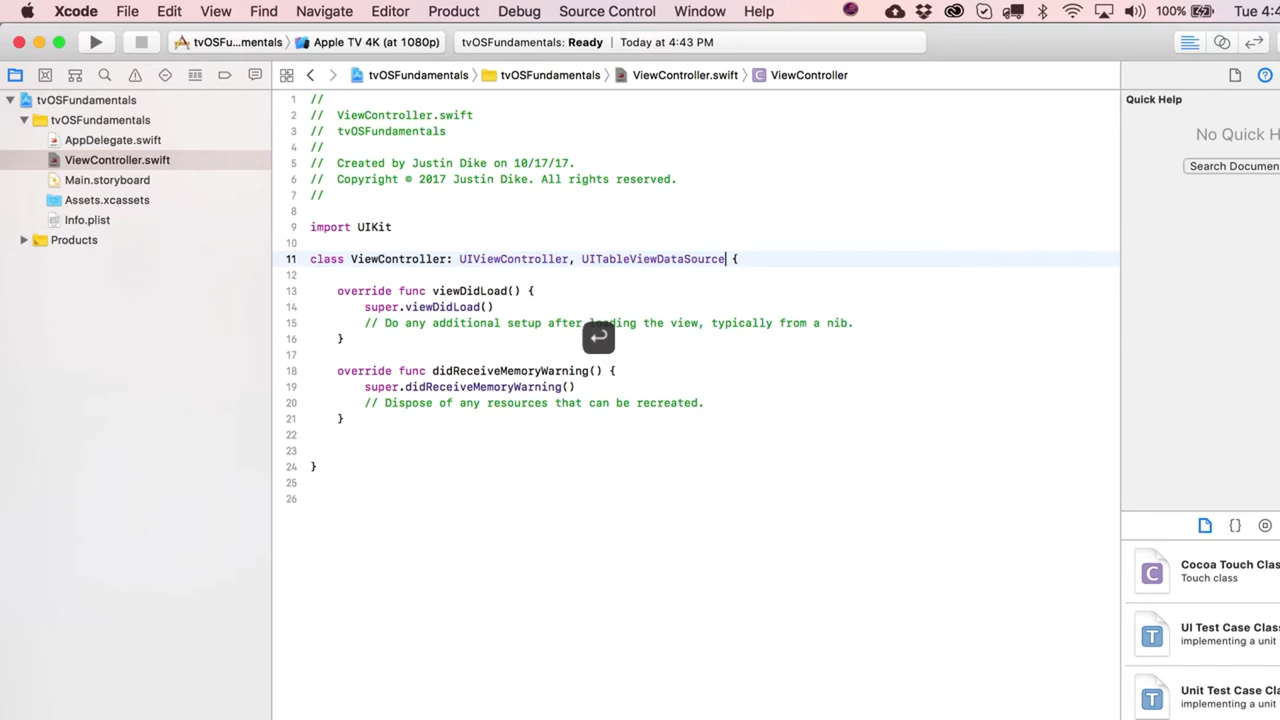 Xcode File Edit View Find Navigate Editor Product Debug Source Control Window Help 100% Tue 4:4
tvOSFu...mentals Apple TV 4K (at 1080p) tvOSFundamentals: Ready Today at 4:43 PM
tvOSFundamentals tvOSFundamentals ViewController.swift C ViewController
tvOSFundamentals
tvOSFundamentals
AppDelegate.swift
ViewController.swift
Main.storyboard
Assets.xcassets
Info.plist
Products
1 //
2 // ViewController.swift
3 // tvOSFundamentals
4 //
5 // Created by Justin Dike on 10/17/17.
6 // Copyright © 2017 Justin Dike. All rights reserved.
7 //
8
9 import UIKit
10
11 class ViewController: UIViewController, UITableViewDataSource {
12
13 override func viewDidLoad() {
14 super.viewDidLoad()
15 // Do any additional setup after loading the view, typically from a nib.
16 }
17
18 override func didReceiveMemoryWarning() {
19 super.didReceiveMemoryWarning()
20 // Dispose of any resources that can be recreated.
21 }
22
23
24 }
25
26
Quick Help
No Quick H
Search Documen
C Cocoa Touch Clas
Touch class
T UI Test Case Class
implementing a unit
T Unit Test Case Cla
implementing a unit